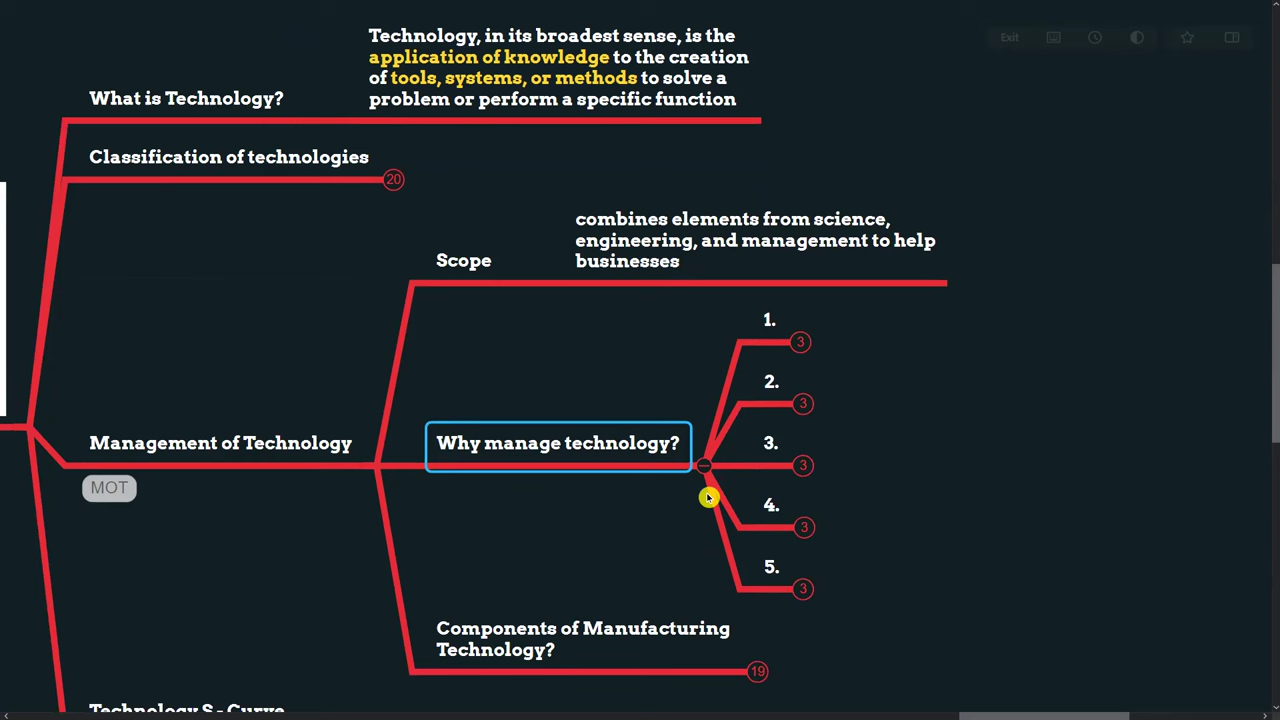 Technology, in its broadest sense, is the
application of knowledge to the creation
of tools, systems, or methods to solve a
problem or perform a specific function
Exit
What is Technology?
Classification of technologies
20
combines elements from science,
engineering, and management to help
businesses
Scope
1.
3
2.
3
Why manage technology?
3.
3
Management of Technology
MOT
4.
3
5.
3
Components of Manufacturing
Technology?
19
Technology S - Curve